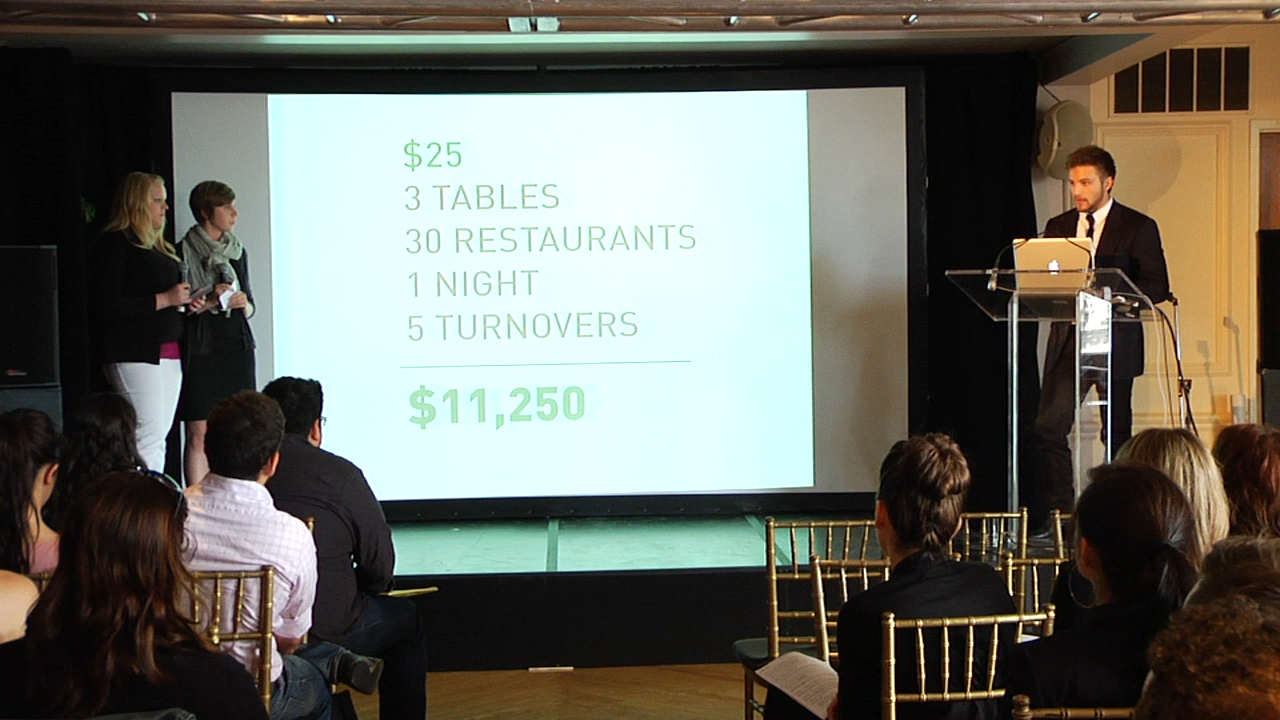 $25
3 TABLES
30 RESTAURANTS
1 NIGHT
5 TURNOVERS
$11,250